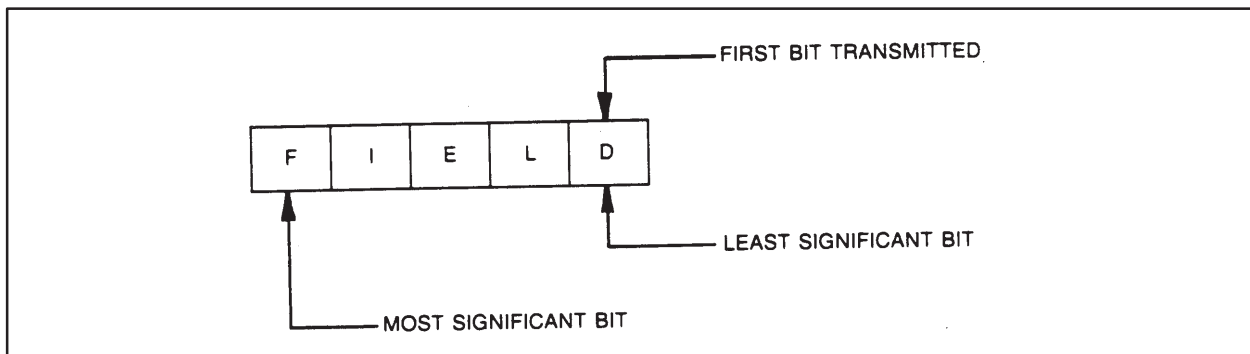 FIRST BIT TRANSMITTED
F I E L D
LEAST SIGNIFICANT BIT
MOST SIGNIFICANT BIT